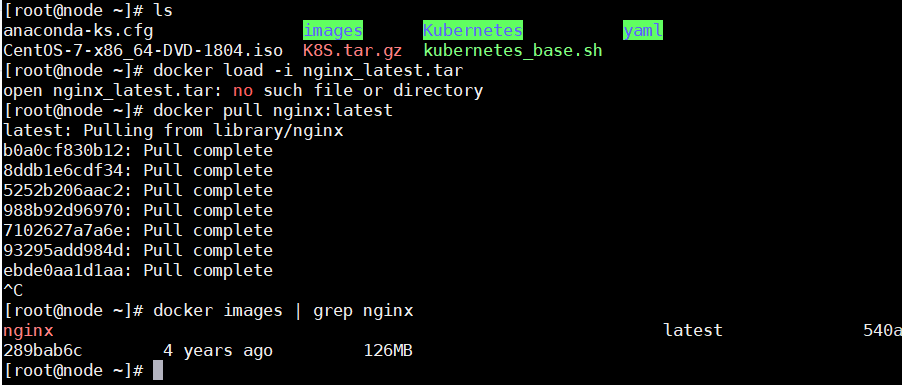 [root@node ~]# ls
anaconda-ks.cfg                images      Kubernetes          yaml
CentOS-7-x86_64-DVD-1804.iso  K8S.tar.gz  kubernetes_base.sh
[root@node ~]# docker load -i nginx_latest.tar
open nginx_latest.tar: no such file or directory
[root@node ~]# docker pull nginx:latest
latest: Pulling from library/nginx
b0a0cf830b12: Pull complete
8ddb1e6cdf34: Pull complete
5252b206aac2: Pull complete
988b92d96970: Pull complete
7102627a7a6e: Pull complete
93295add984d: Pull complete
ebde0aa1d1aa: Pull complete
^C
[root@node ~]# docker images | grep nginx
nginx                                                             latest              540a
289bab6c        4 years ago         126MB
[root@node ~]#